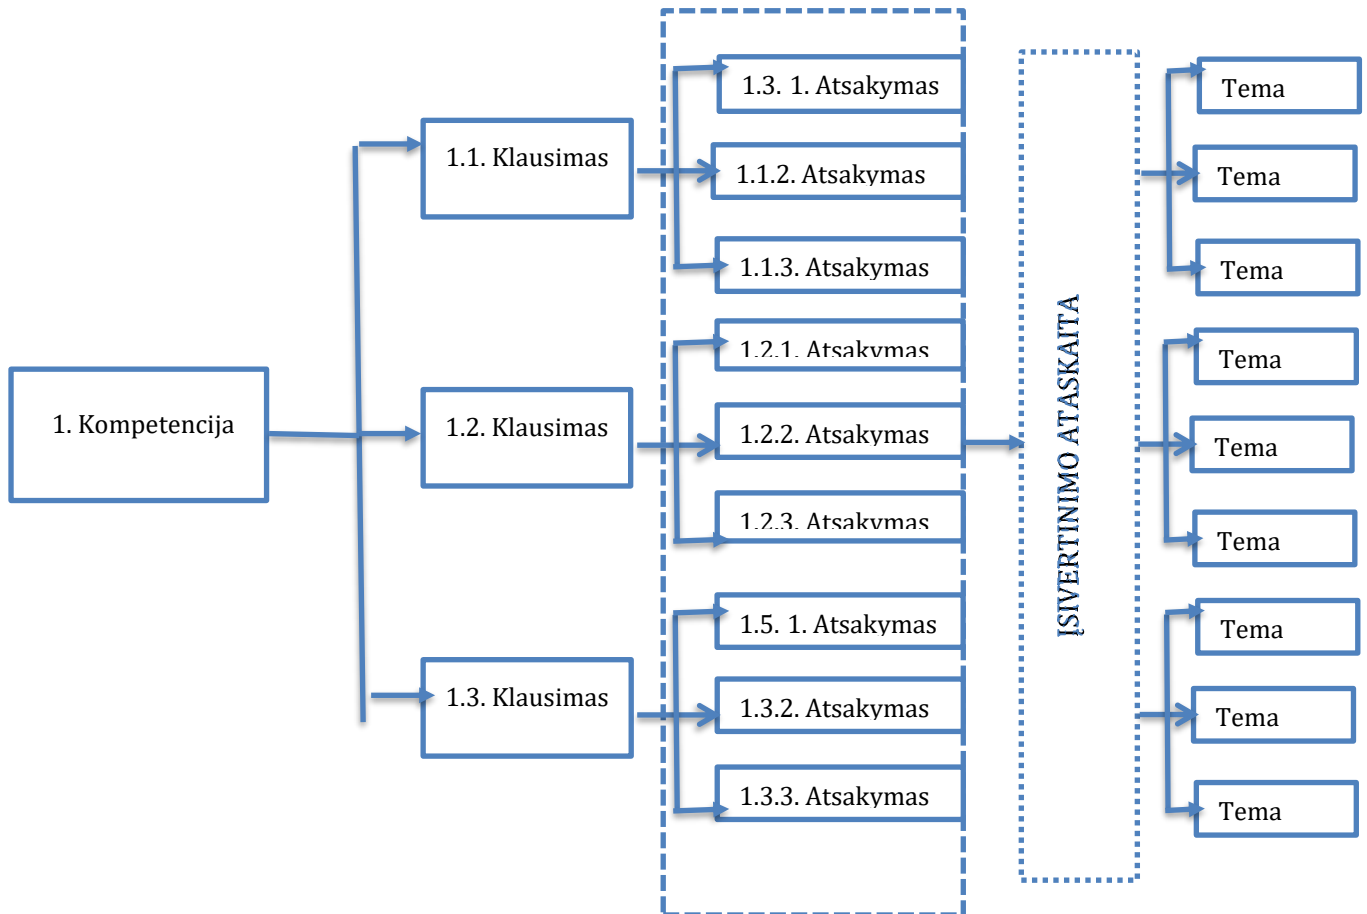 1. Kompetencija
1.1. Klausimas
1.2. Klausimas
1.3. Klausimas
1.3. 1. Atsakymas
1.1.2. Atsakymas
1.1.3. Atsakymas
1.2.1. Atsakymas
1.2.2. Atsakymas
1.2.3. Atsakymas
1.5. 1. Atsakymas
1.3.2. Atsakymas
1.3.3. Atsakymas
ĮSIVERTINIMO ATASKAITA
Tema
Tema
Tema
Tema
Tema
Tema
Tema
Tema
Tema